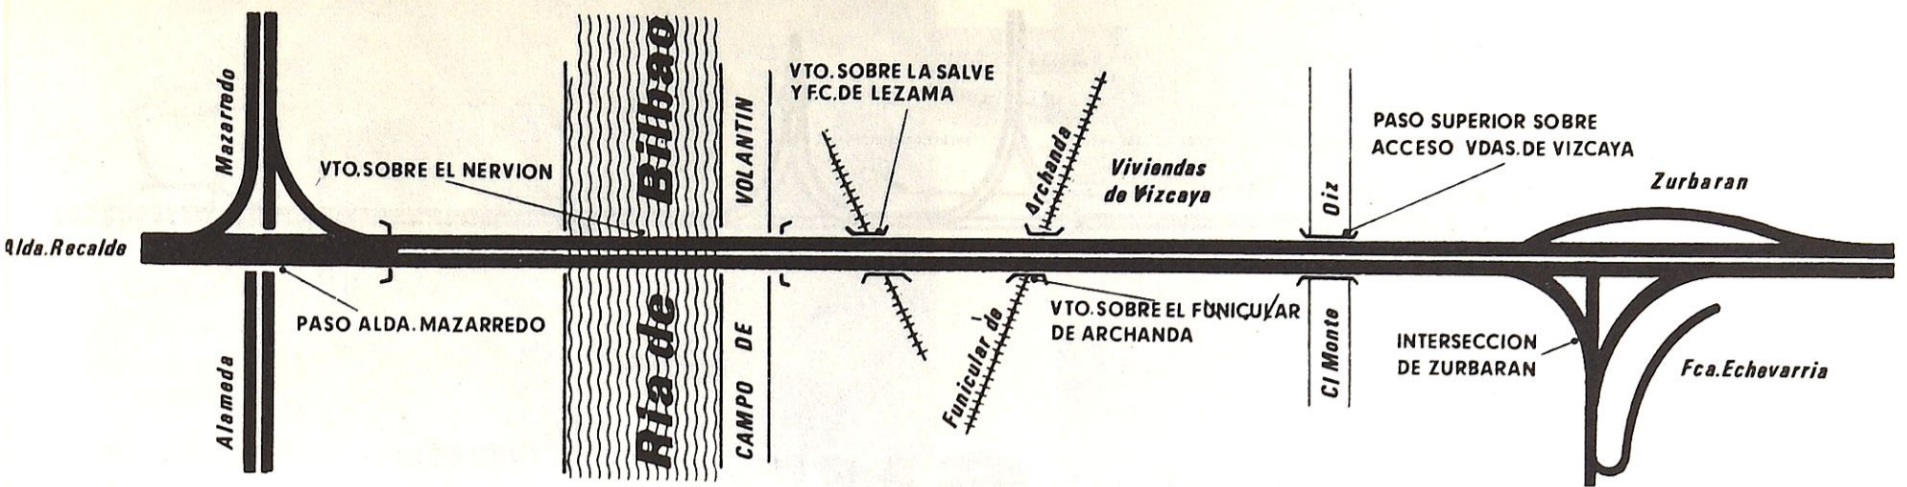 Alda. Recalde
Alameda Mazarredo
VTO. SOBRE EL NERVION
PASO ALDA. MAZARREDO
Ria de Bilbao
CAMPO DE VOLANTIN
VTO. SOBRE LA SALVE
Y F.C. DE LEZAMA
Funicular de Archanda
Viviendas
de Vizcaya
VTO. SOBRE EL FUNICULAR
DE ARCHANDA
C/ Monte Oiz
PASO SUPERIOR SOBRE
ACCESO VDAS. DE VIZCAYA
Zurbaran
INTERSECCION
DE ZURBARAN
Fca. Echevarria